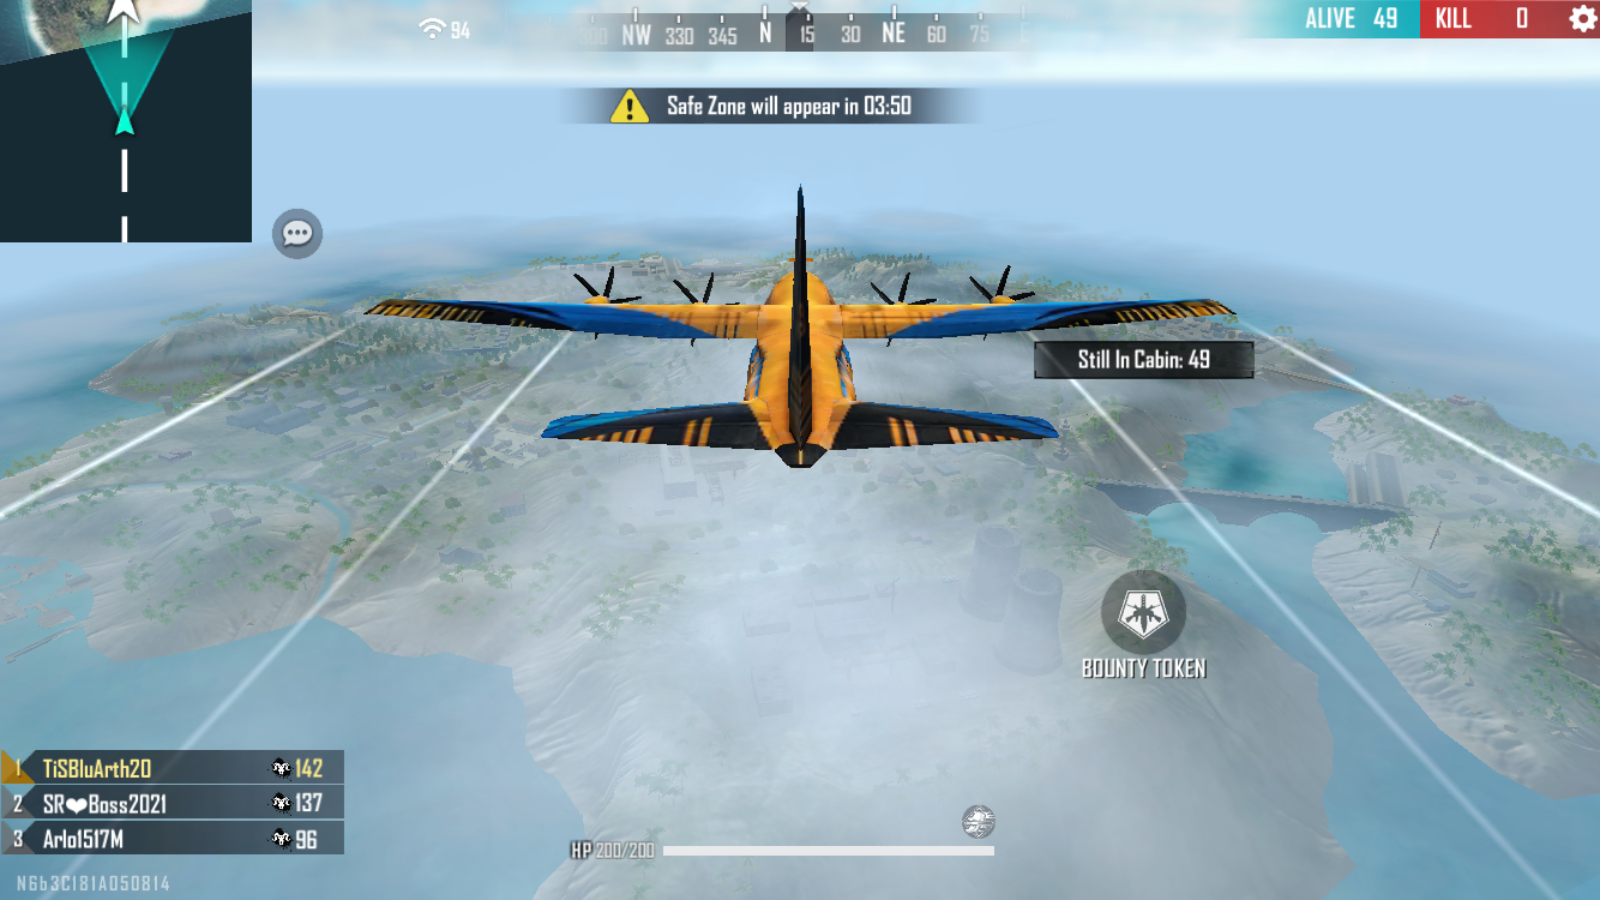 94
300 NW 330 345 N 15 30 NE 60 75 E
ALIVE 49 KILL 0
Safe Zone will appear in 03:50
Still In Cabin: 49
BOUNTY TOKEN
1 TiSBluArth20 142
2 SR❤Boss2021 137
3 Arlo1517M 96
HP 200/200
N6b3C181A050814